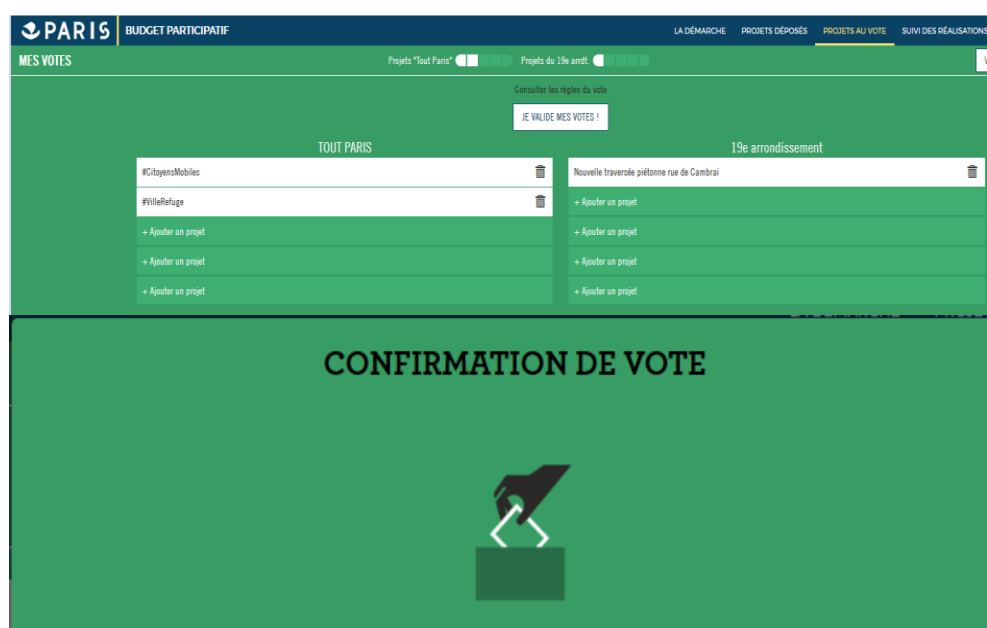 PARIS BUDGET PARTICIPATIF LA DÉMARCHE PROJETS DÉPOSÉS PROJETS AU VOTE SUIVI DES RÉALISATIONS
MES VOTES Projets "Tout Paris" Projets du 19e arrdt. V
Consulter les règles du vote
JE VALIDE MES VOTES !
TOUT PARIS
#CitoyensMobiles
#VilleRefuge
+ Ajouter un projet
+ Ajouter un projet
+ Ajouter un projet
19e arrondissement
Nouvelle traversée piétonne rue de Cambrai
+ Ajouter un projet
+ Ajouter un projet
+ Ajouter un projet
+ Ajouter un projet
CONFIRMATION DE VOTE